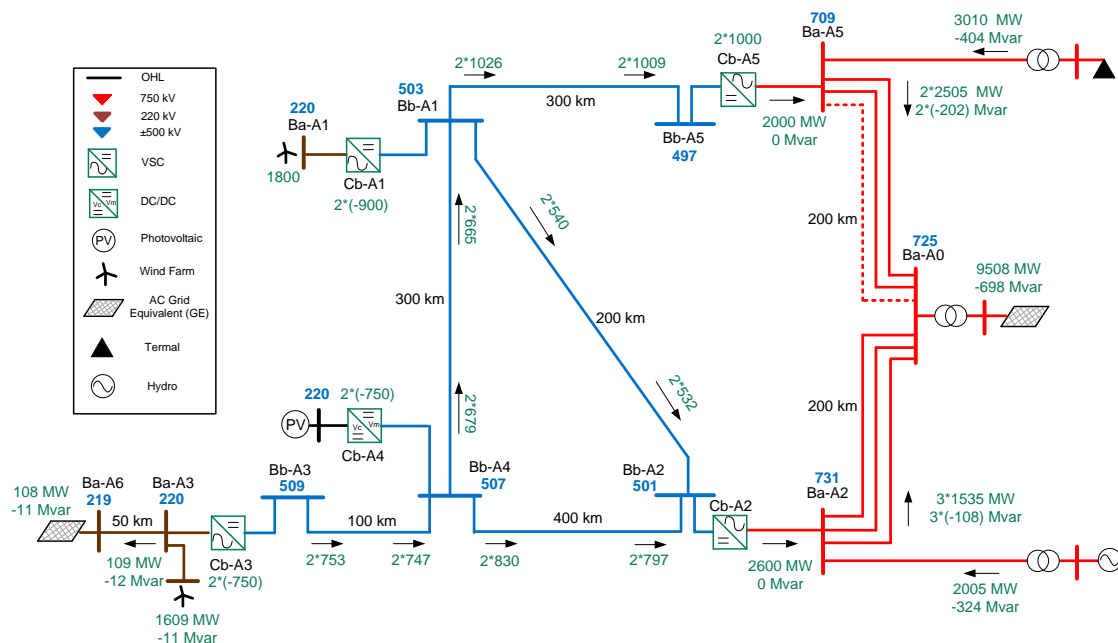 OHL
750 kV
220 kV
±500 kV
VSC
Vc Vm
DC/DC
PV
Photovoltaic
Wind Farm
AC Grid
Equivalent (GE)
Termal
Hydro
220
Ba-A1
1800
Cb-A1
2*(-900)
503
Bb-A1
2*1026
2*1009
300 km
Bb-A5
497
2*1000
Cb-A5
2000 MW
0 Mvar
709
Ba-A5
3010 MW
-404 Mvar
2*2505 MW
2*(-202) Mvar
200 km
725
Ba-A0
9508 MW
-698 Mvar
200 km
2*540
200 km
2*532
2*665
300 km
2*679
220
2*(-750)
PV
Vc Vm
Cb-A4
Bb-A4
507
Bb-A3
509
100 km
2*753
2*747
2*830
400 km
2*797
Bb-A2
501
Cb-A2
2600 MW
0 Mvar
731
Ba-A2
3*1535 MW
3*(-108) Mvar
2005 MW
-324 Mvar
108 MW
-11 Mvar
Ba-A6
219
50 km
109 MW
-12 Mvar
Ba-A3
220
Cb-A3
2*(-750)
1609 MW
-11 Mvar